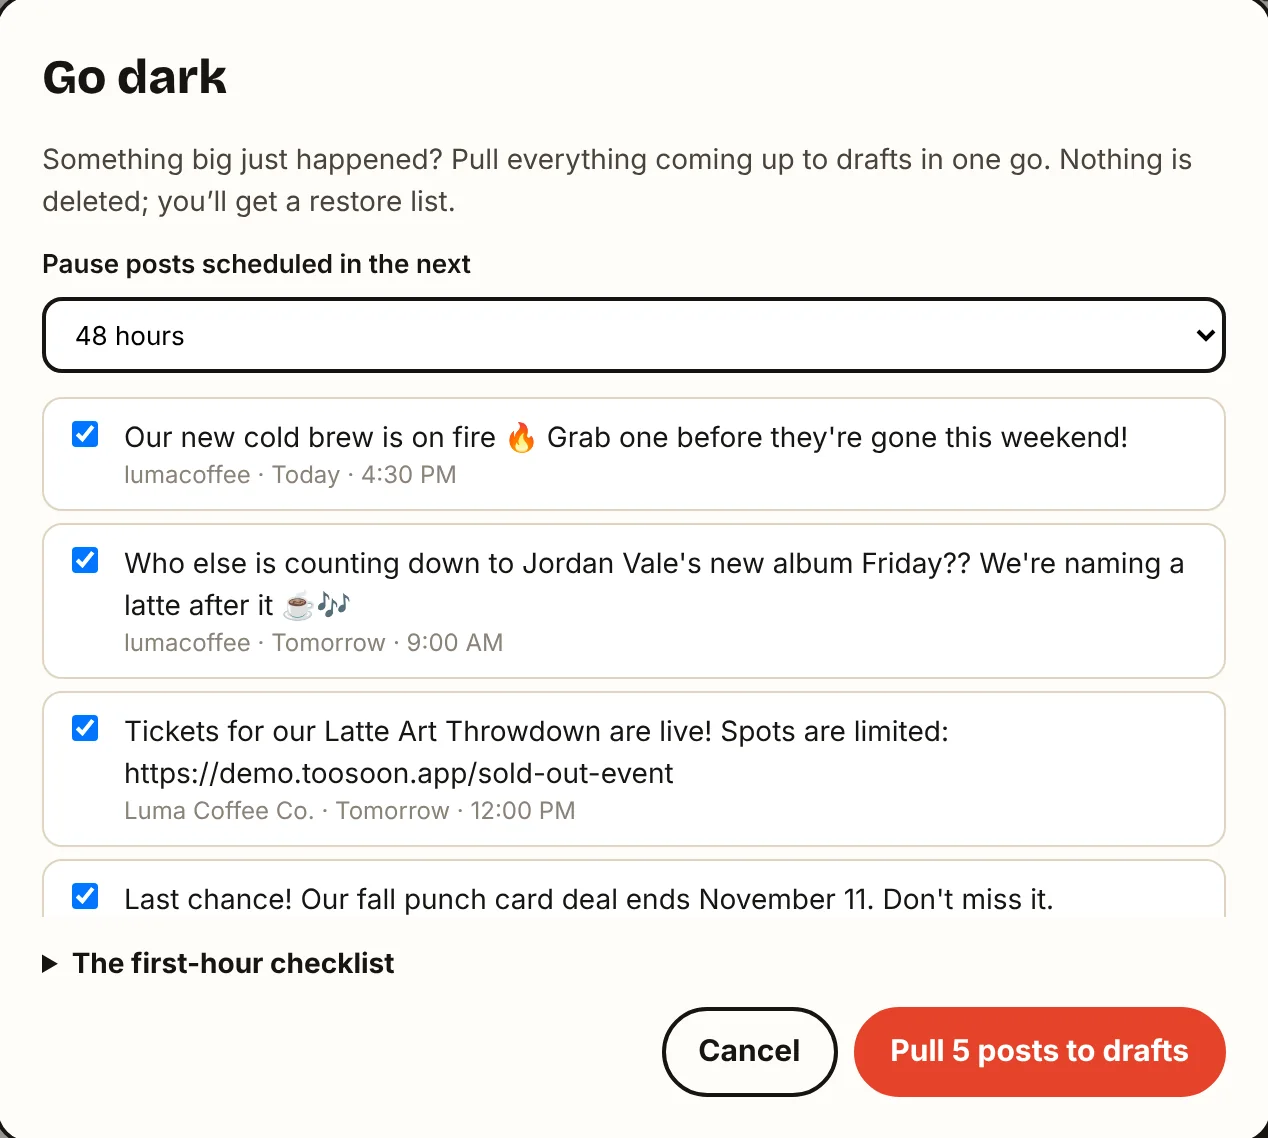 Go dark
Something big just happened? Pull everything coming up to drafts in one go. Nothing is
deleted; you’ll get a restore list.
Pause posts scheduled in the next
48 hours
Our new cold brew is on fire 🔥 Grab one before they're gone this weekend!
lumacoffee · Today · 4:30 PM
Who else is counting down to Jordan Vale's new album Friday?? We're naming a
latte after it ☕🎶
lumacoffee · Tomorrow · 9:00 AM
Tickets for our Latte Art Throwdown are live! Spots are limited:
https://demo.toosoon.app/sold-out-event
Luma Coffee Co. · Tomorrow · 12:00 PM
Last chance! Our fall punch card deal ends November 11. Don't miss it.
The first-hour checklist
Cancel
Pull 5 posts to drafts